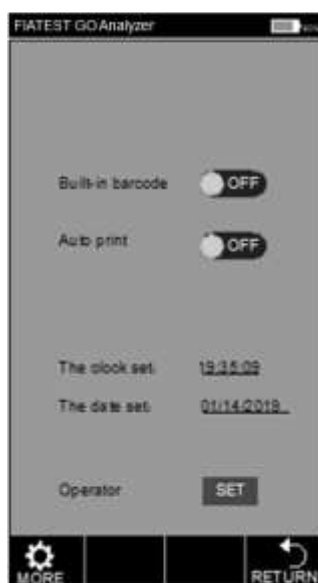 FIATEST GO Analyzer
Built-in barcode OFF
Auto print OFF
The clock set: 19:35:09
The date set: 01/14/2019
Operator SET
MORE RETURN